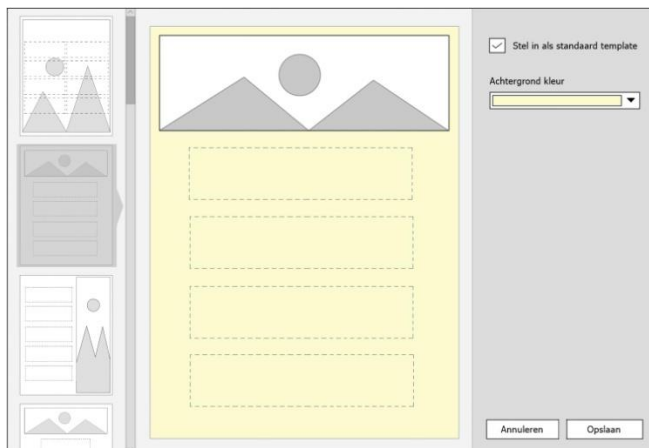 Stel in als standaard template
Achtergrond kleur
Annuleren
Opslaan